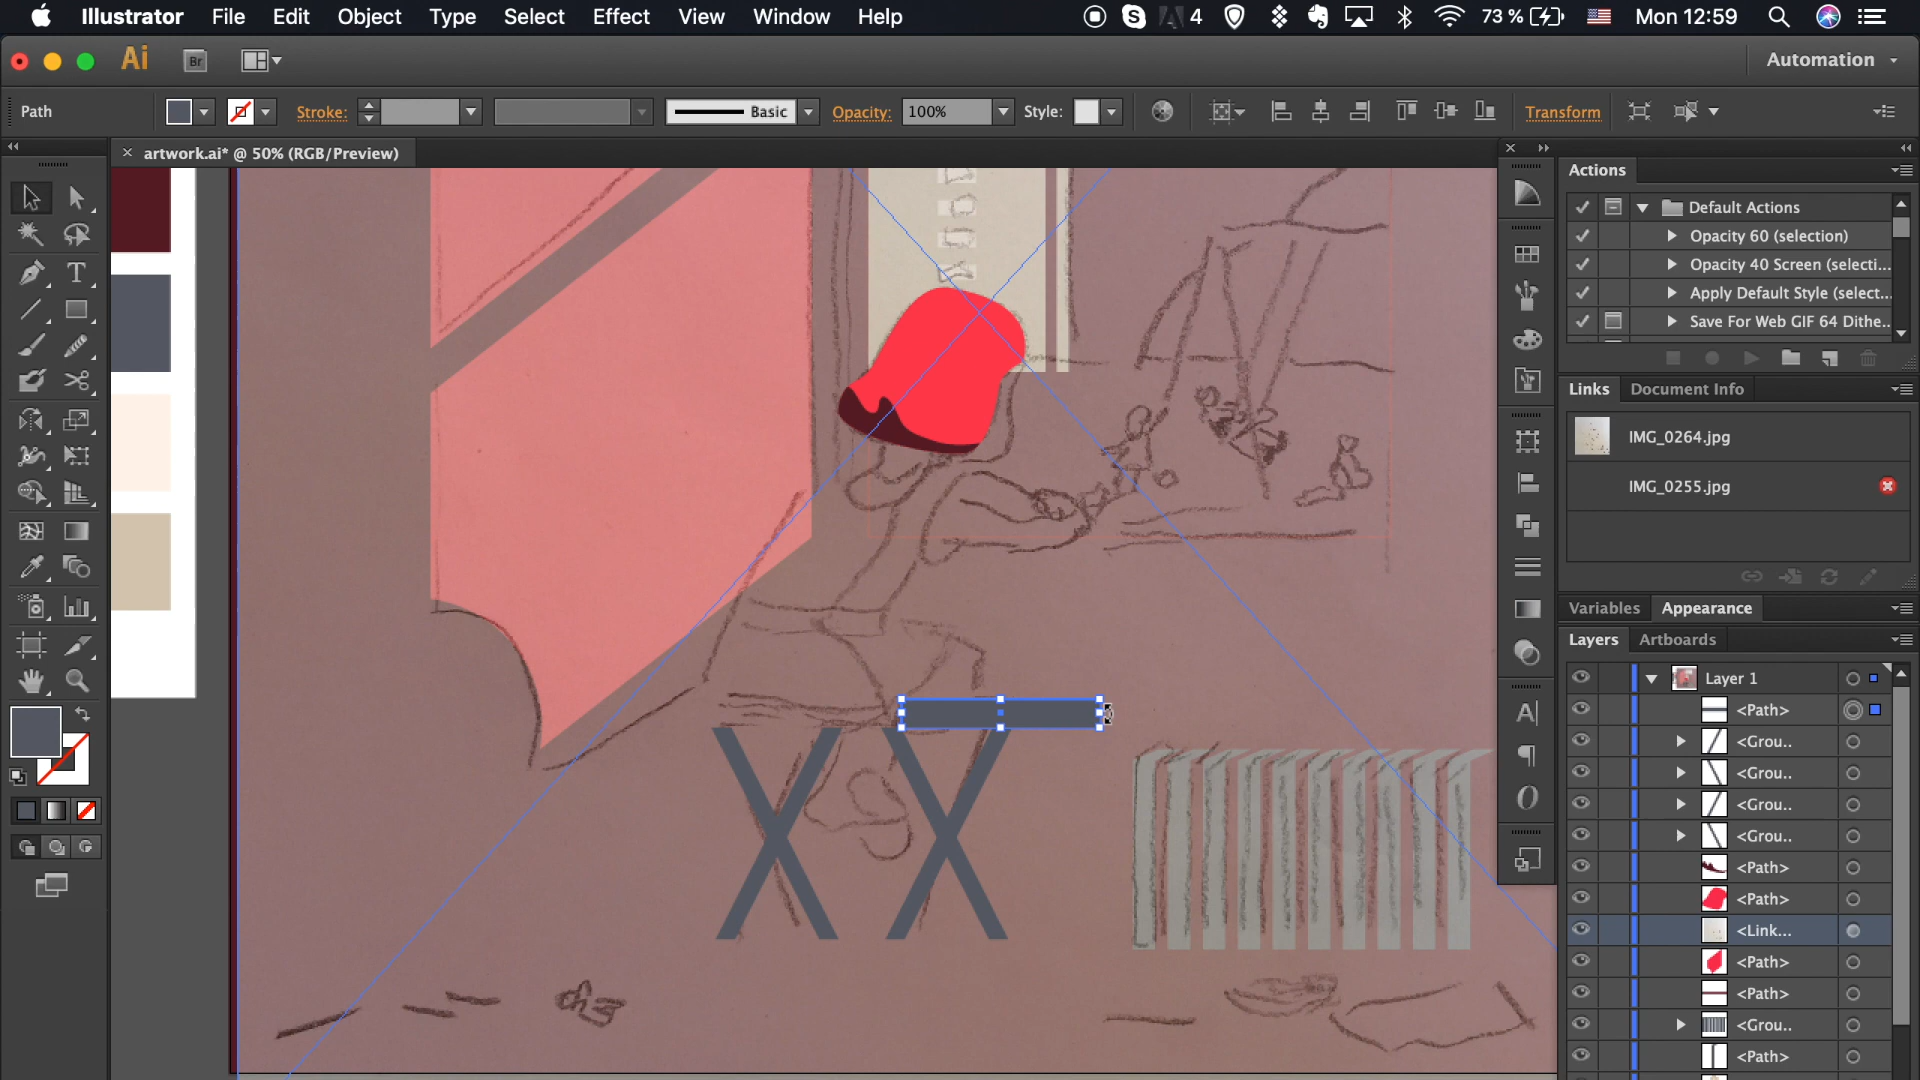 Illustrator File Edit Object Type Select Effect View Window Help 4 73 % Mon 12:59
Ai Br Automation
Path Stroke: Basic Opacity: 100% Style: Transform
artwork.ai* @ 50% (RGB/Preview)
Actions
Default Actions
Opacity 60 (selection)
Opacity 40 Screen (selecti...
Apply Default Style (select...
Save For Web GIF 64 Dithe...
Links Document Info
IMG_0264.jpg
IMG_0255.jpg
Variables Appearance
Layers Artboards
Layer 1
<Path>
<Grou..
<Grou..
<Grou..
<Grou..
<Path>
<Path>
<Link...
<Path>
<Path>
<Grou..
<Path>